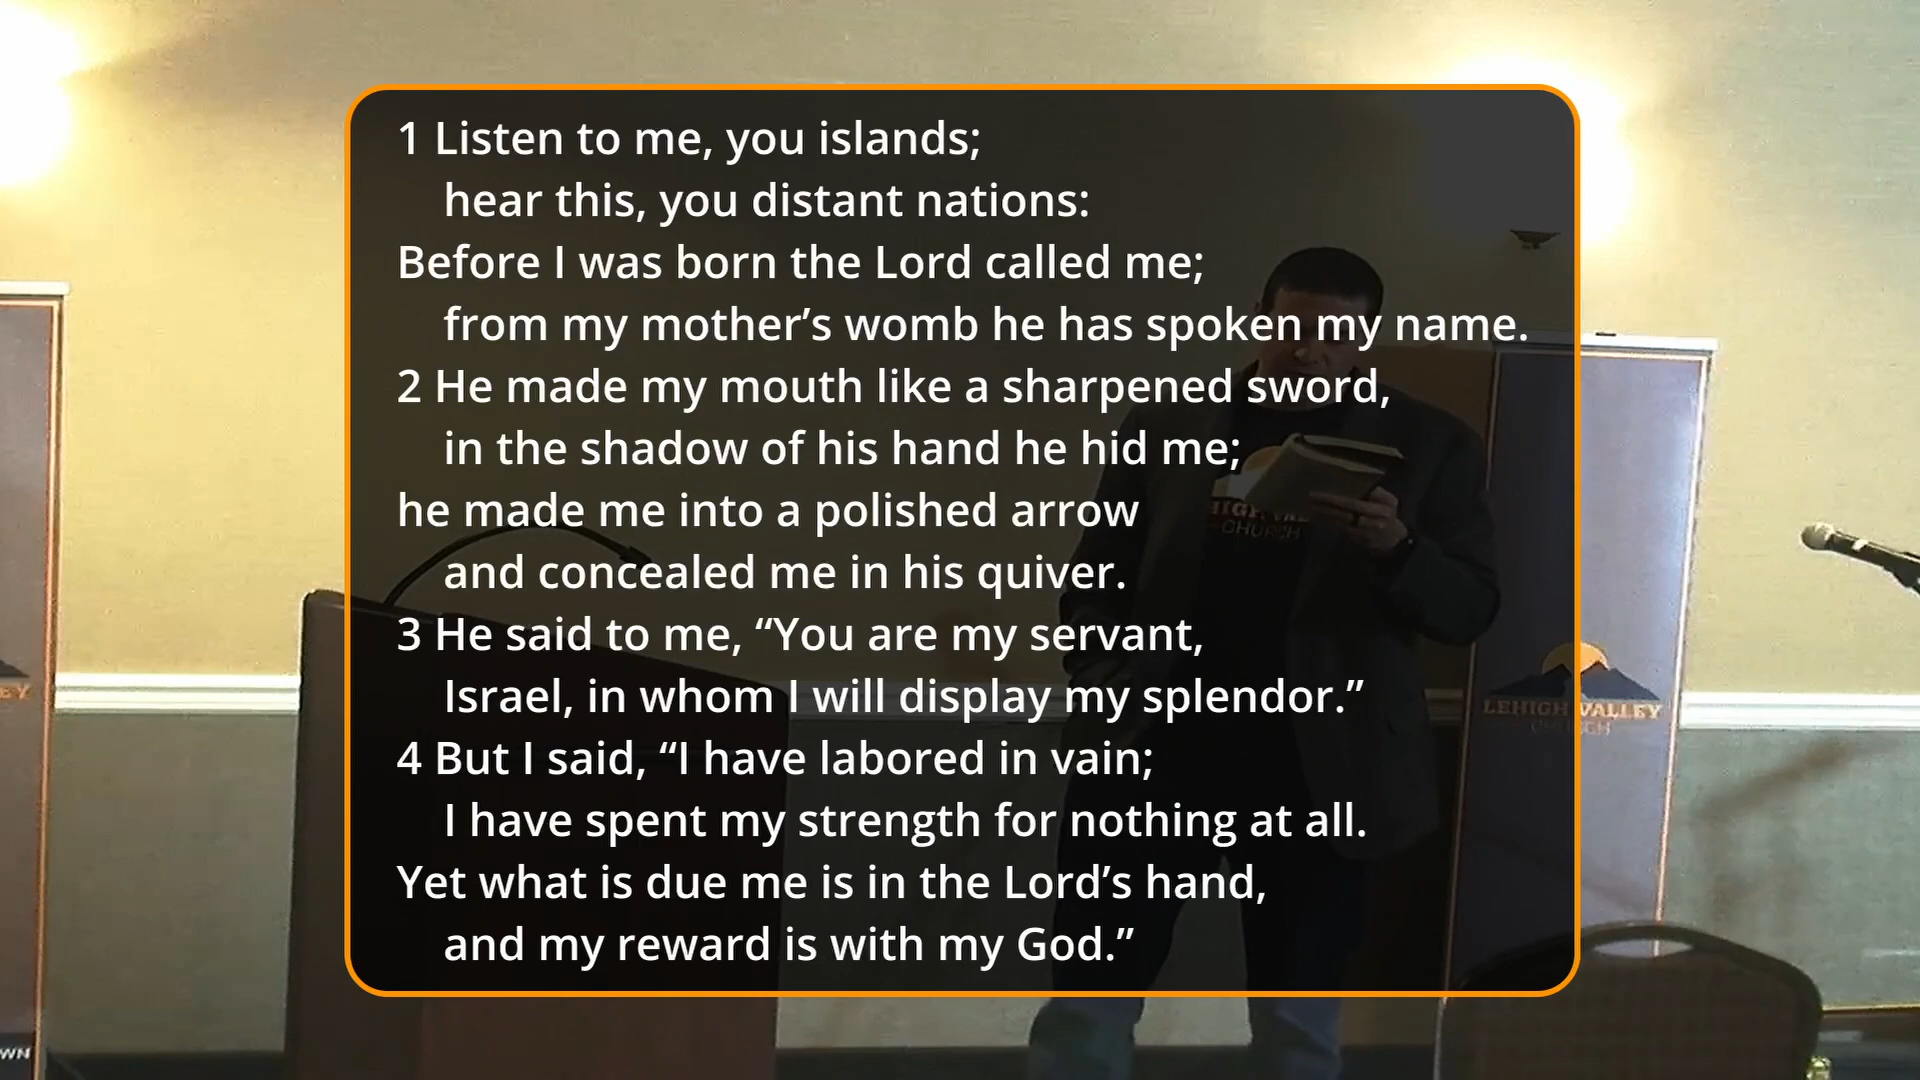 1 Listen to me, you islands;
hear this, you distant nations:
Before I was born the Lord called me;
from my mother’s womb he has spoken my name.
2 He made my mouth like a sharpened sword,
in the shadow of his hand he hid me;
he made me into a polished arrow
and concealed me in his quiver.
3 He said to me, “You are my servant,
Israel, in whom I will display my splendor.”
4 But I said, “I have labored in vain;
I have spent my strength for nothing at all.
Yet what is due me is in the Lord’s hand,
and my reward is with my God.”
CHURCH
LEHIGH VALLEY
CHURCH
EY
WN